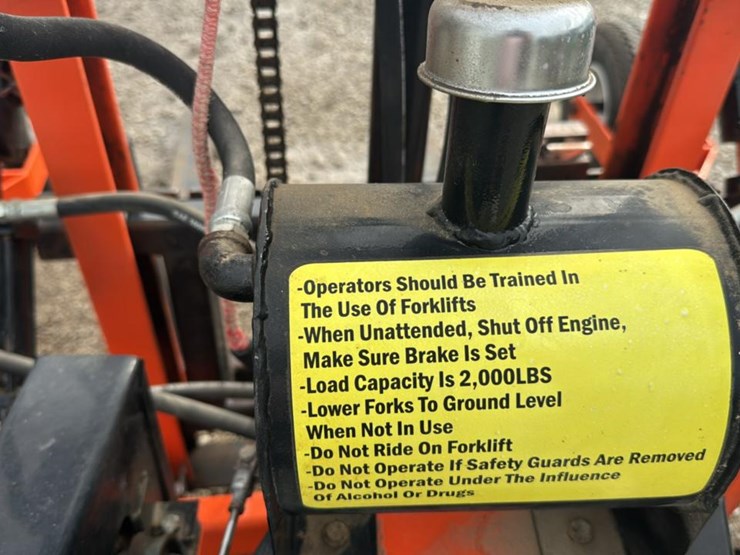 -Operators Should Be Trained In
The Use Of Forklifts
-When Unattended, Shut Off Engine,
Make Sure Brake Is Set
-Load Capacity Is 2,000LBS
-Lower Forks To Ground Level
When Not In Use
-Do Not Ride On Forklift
-Do Not Operate If Safety Guards Are Removed
-Do Not Operate Under The Influence
Of Alcohol Or Drugs